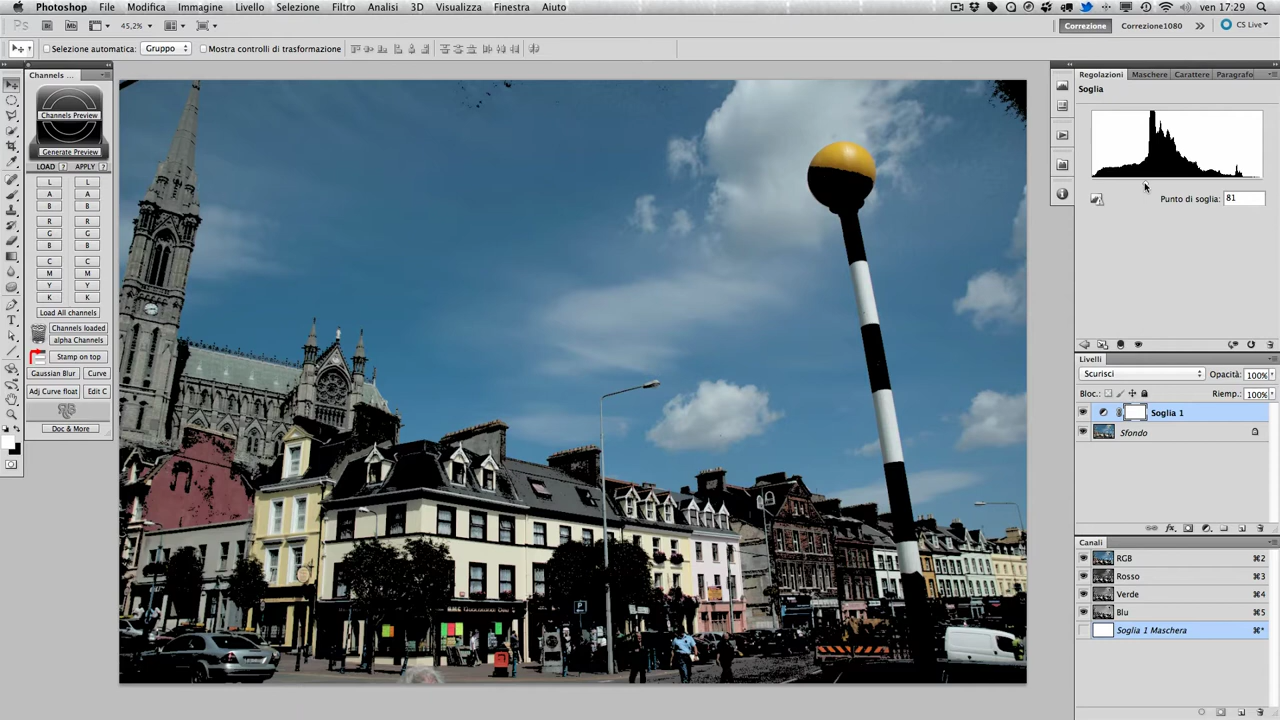 Photoshop File Modifica Immagine Livello Selezione Filtro Analisi 3D Visualizza Finestra Aiuto ven 17:29
Ps Br Mb 45,2% Correzione Correzione1080 CS Live
Selezione automatica: Gruppo Mostra controlli di trasformazione
Channels ...
Channels Preview
Generate Preview
LOAD ? APPLY ?
L L
A A
B B
R R
G G
B B
C C
M M
Y Y
K K
Load All channels
Channels loaded
alpha Channels
Stamp on top
Gaussian Blur Curve
Adj Curve float Edit C
Doc & More
Regolazioni Maschere Carattere Paragrafo
Soglia
Punto di soglia: 81
Livelli
Scurisci Opacità: 100%
Bloc.: Riemp.: 100%
Soglia 1
Sfondo
Canali
RGB ⌘2
Rosso ⌘3
Verde ⌘4
Blu ⌘5
Soglia 1 Maschera ⌘*
P